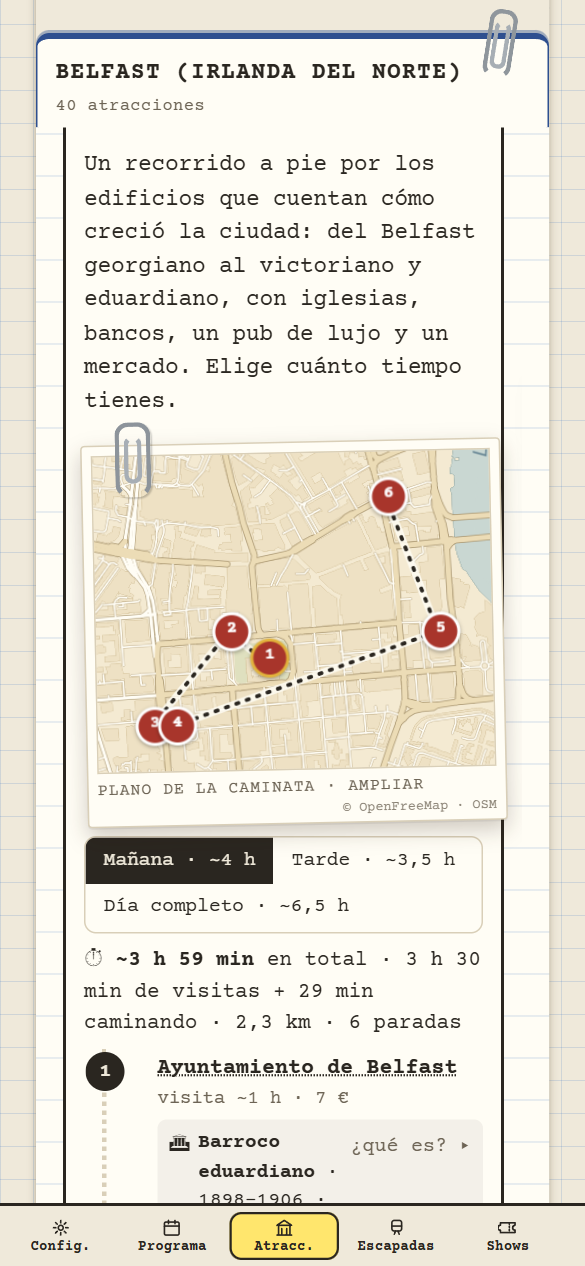 BELFAST (IRLANDA DEL NORTE)
40 atracciones
Un recorrido a pie por los
edificios que cuentan cómo
creció la ciudad: del Belfast
georgiano al victoriano y
eduardiano, con iglesias,
bancos, un pub de lujo y un
mercado. Elige cuánto tiempo
tienes.
6
2
1
5
3
4
PLANO DE LA CAMINATA · AMPLIAR
© OpenFreeMap · OSM
Mañana · ~4 h
Tarde · ~3,5 h
Día completo · ~6,5 h
~3 h 59 min en total · 3 h 30
min de visitas + 29 min
caminando · 2,3 km · 6 paradas
1
Ayuntamiento de Belfast
visita ~1 h · 7 €
Barroco
eduardiano ·
1898–1906 ·
¿qué es? ▸
Config.
Programa
Atracc.
Escapadas
Shows